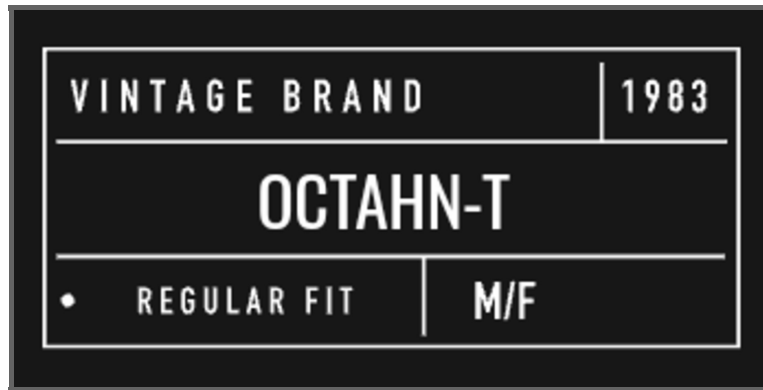 VINTAGE BRAND 1983
OCTAHN-T
• REGULAR FIT M/F